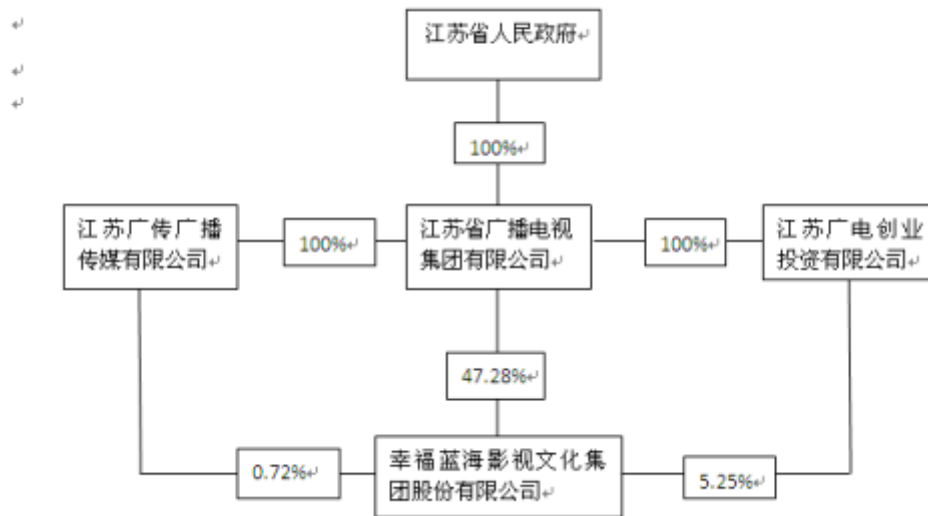 江苏省人民政府
100%
江苏广传广播
传媒有限公司
100%
江苏省广播电视
集团有限公司
100%
江苏广电创业
投资有限公司
47.28%
0.72%
幸福蓝海影视文化集
团股份有限公司
5.25%